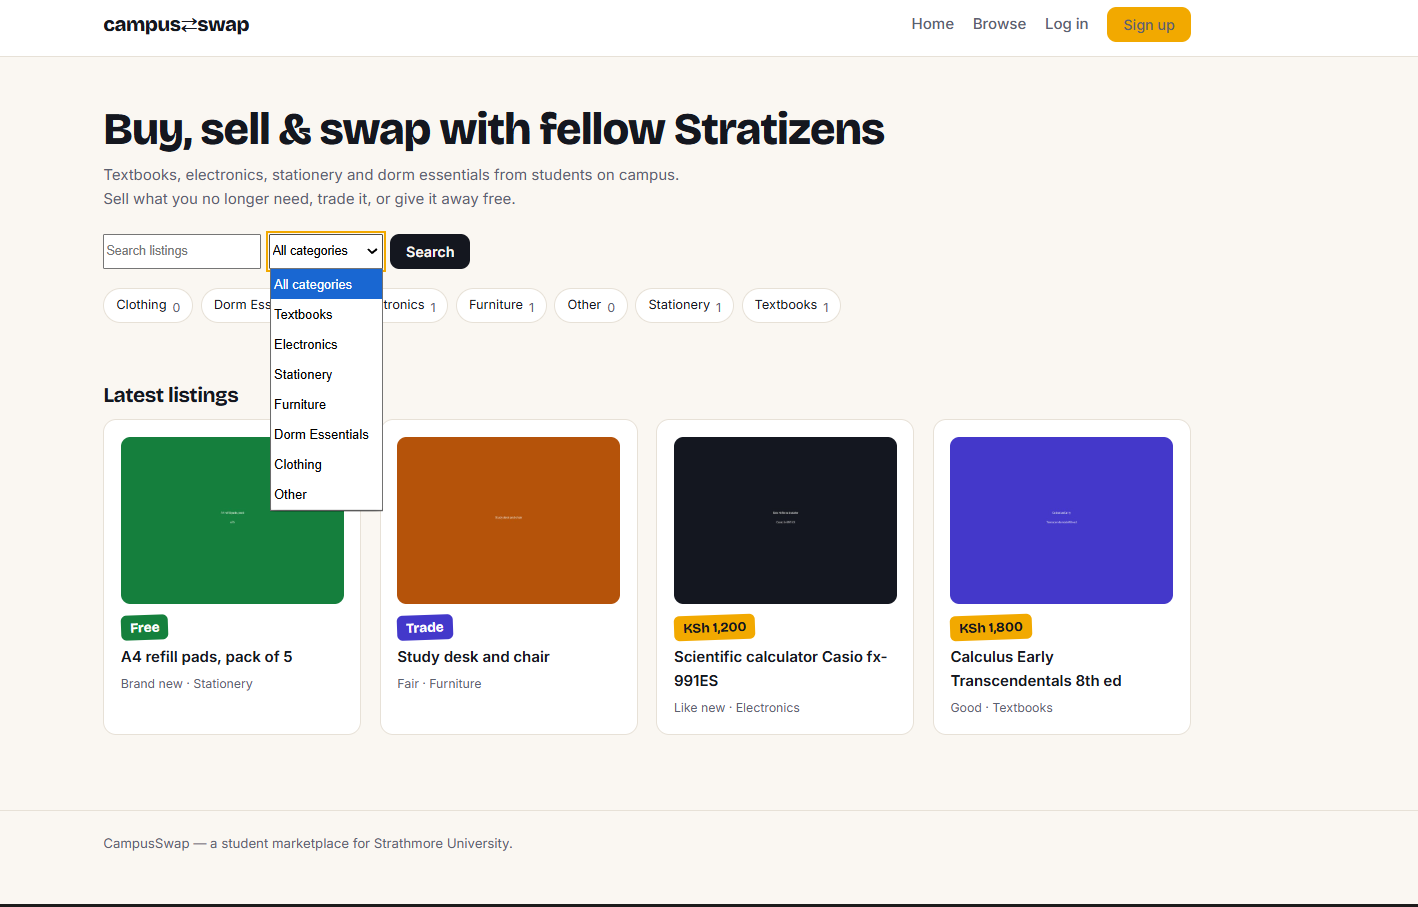 campus⇄swap
Home Browse Log in Sign up
Buy, sell & swap with fellow Stratizens
Textbooks, electronics, stationery and dorm essentials from students on campus.
Sell what you no longer need, trade it, or give it away free.
Search listings All categories Search
All categories
Textbooks
Electronics
Stationery
Furniture
Dorm Essentials
Clothing
Other
Clothing 0 Dorm Ess tronics 1 Furniture 1 Other 0 Stationery 1 Textbooks 1
Latest listings
Free
A4 refill pads, pack of 5
Brand new · Stationery
Trade
Study desk and chair
Fair · Furniture
KSh 1,200
Scientific calculator Casio fx-
991ES
Like new · Electronics
KSh 1,800
Calculus Early
Transcendentals 8th ed
Good · Textbooks
CampusSwap — a student marketplace for Strathmore University.